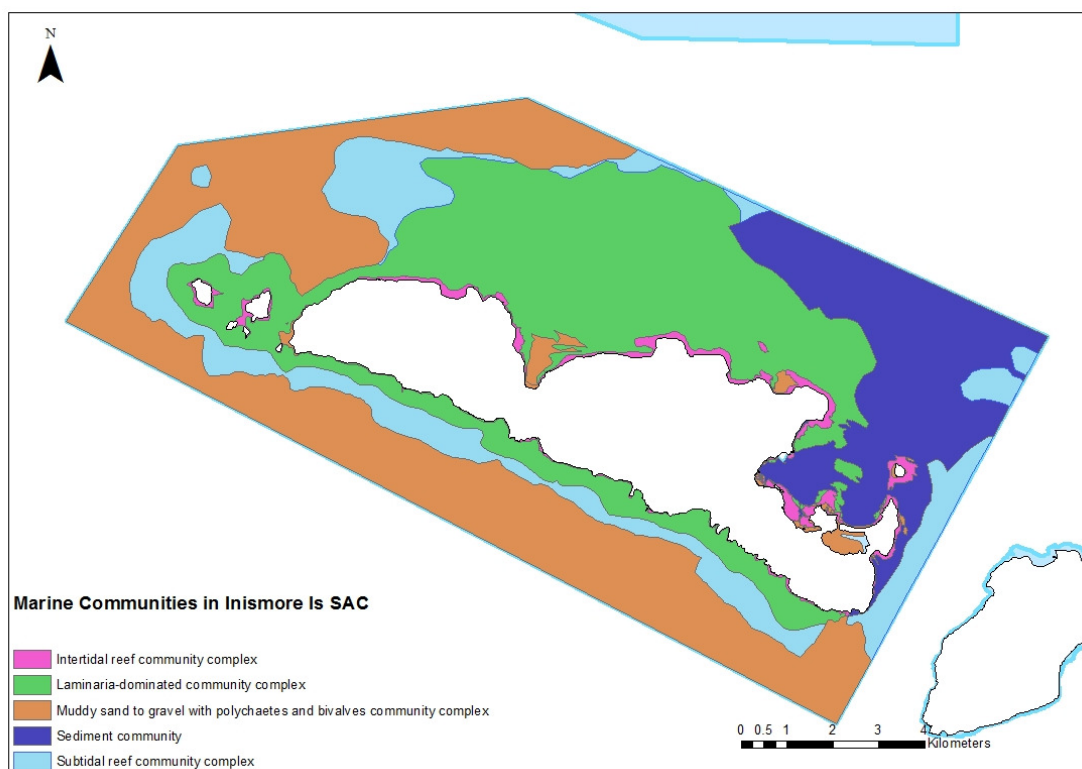 N
Marine Communities in Inismore Is SAC
Intertidal reef community complex
Laminaria-dominated community complex
Muddy sand to gravel with polychaetes and bivalves community complex
Sediment community
Subtidal reef community complex
0 0.5 1 2 3 4
Kilometers